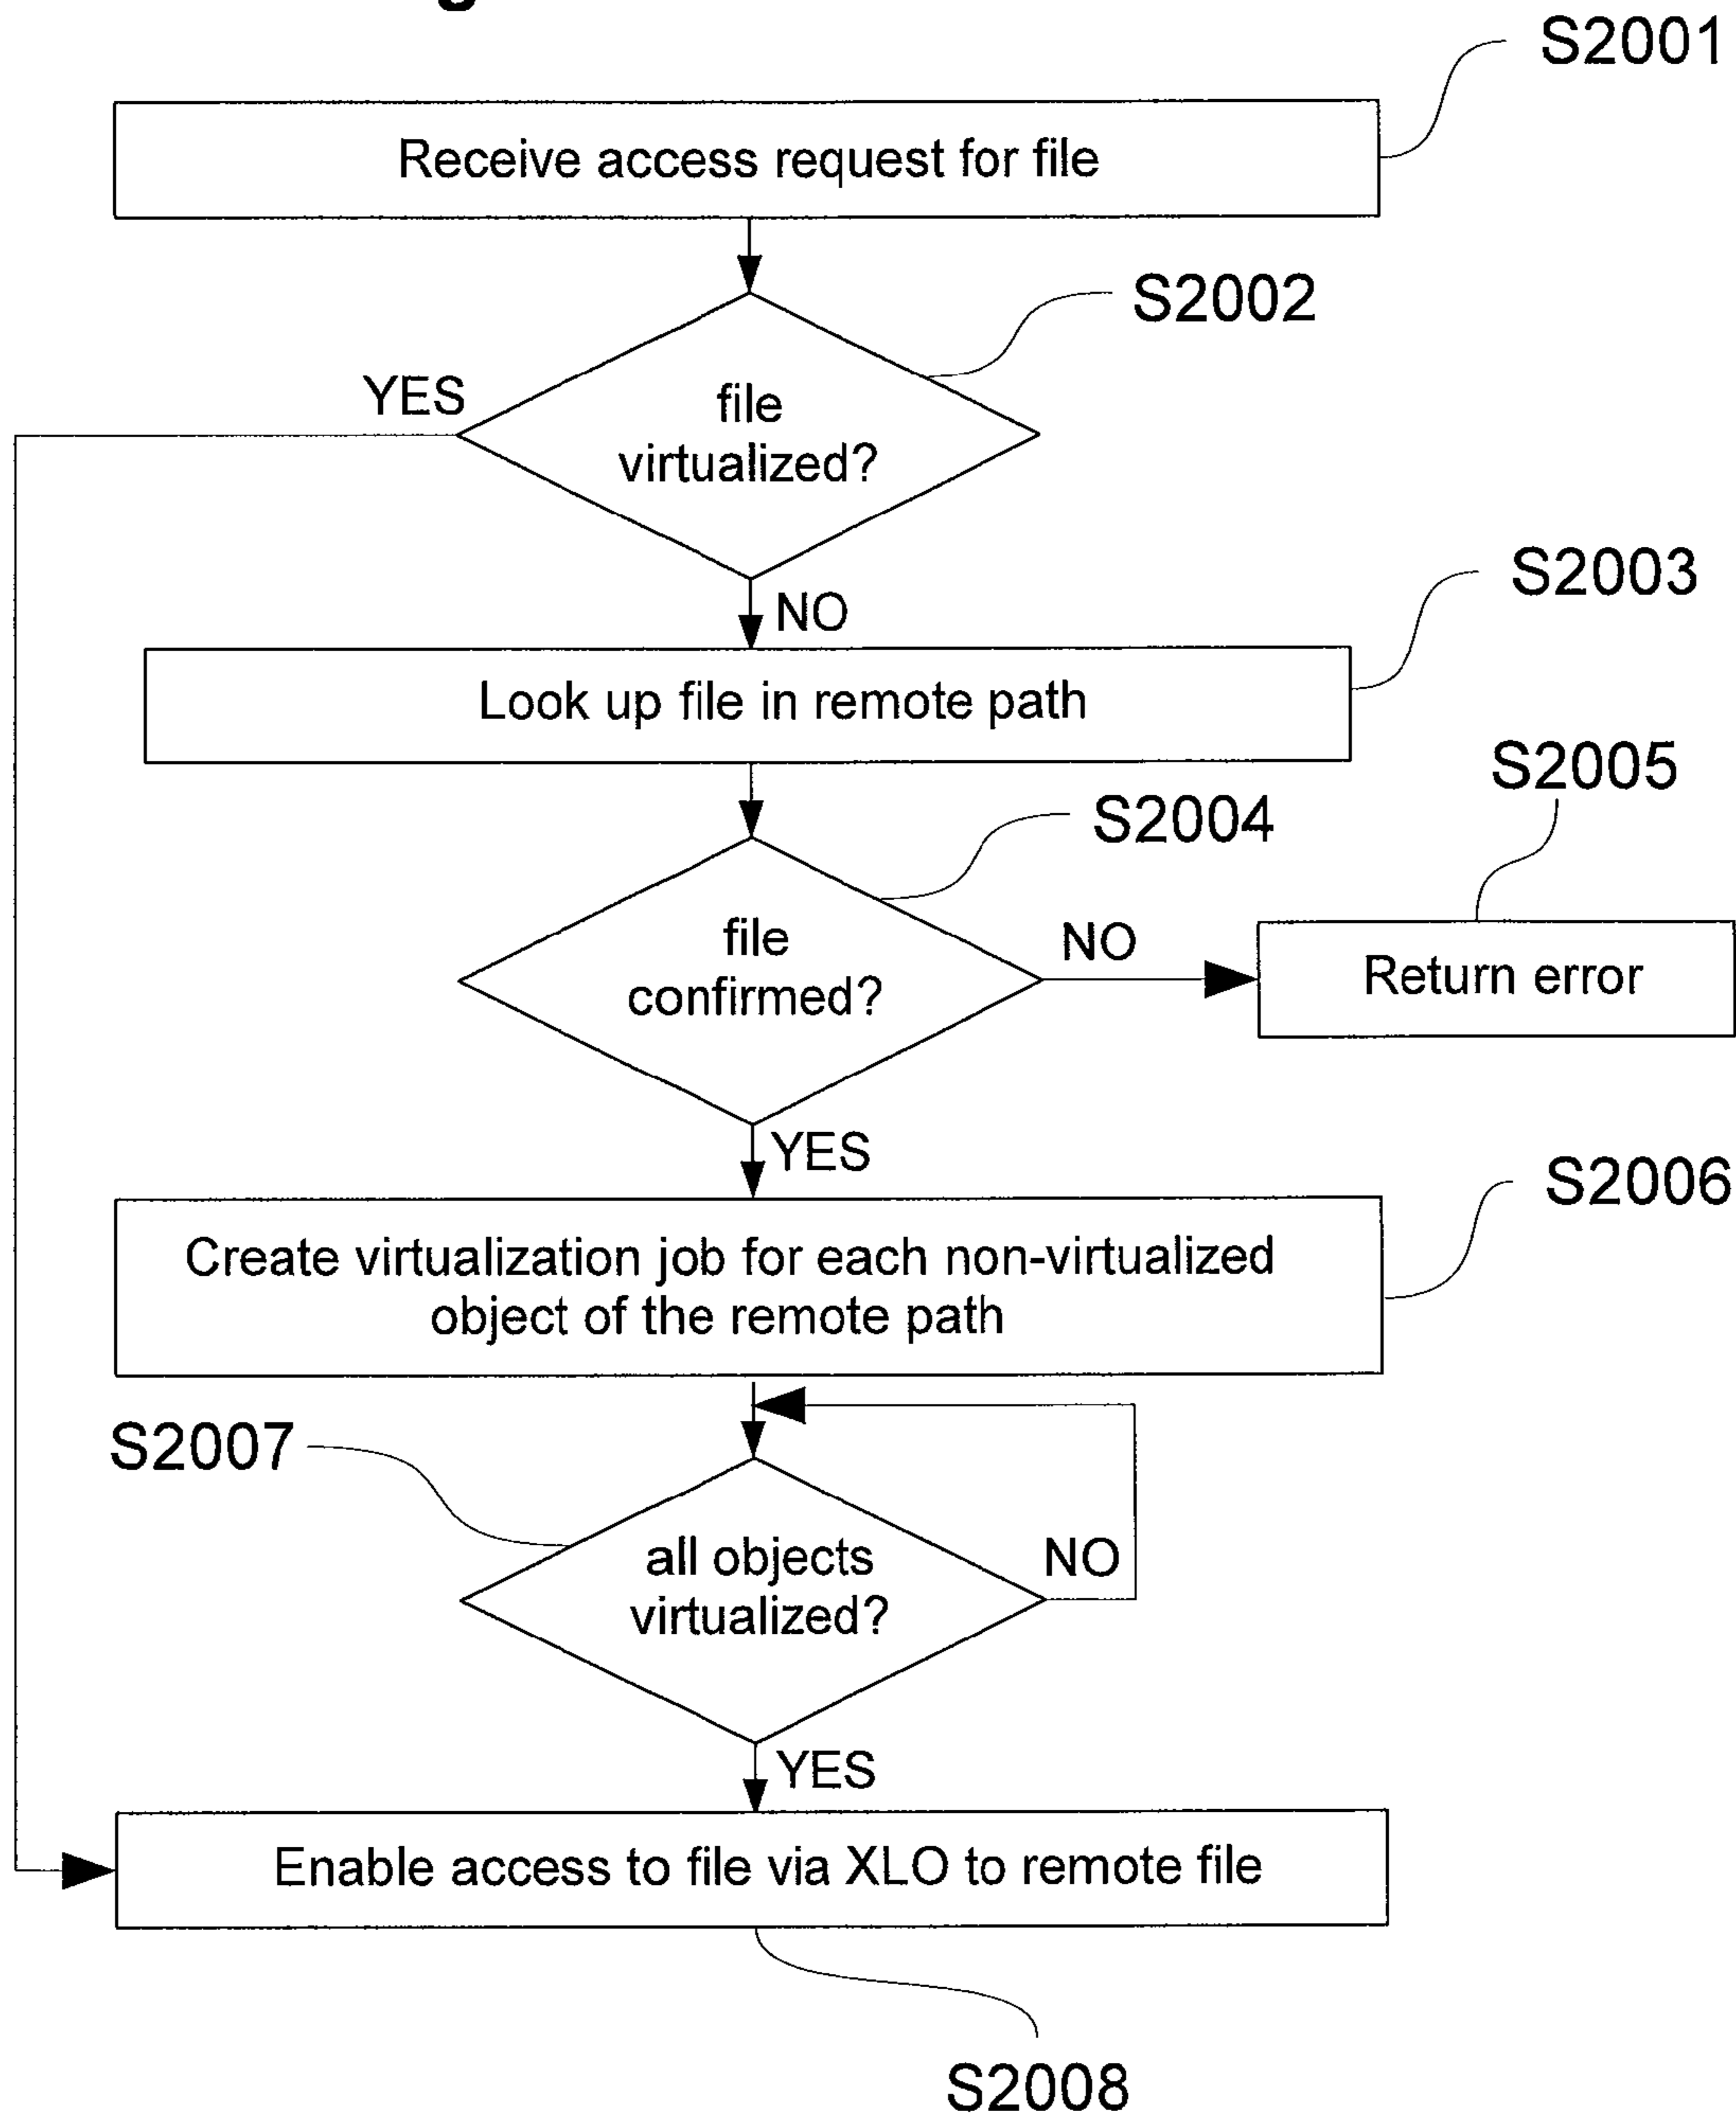 S2001
Receive access request for file
S2002
YES
file
virtualized?
NO
S2003
Look up file in remote path
S2005
S2004
file
confirmed?
NO
Return error
YES
S2006
Create virtualization job for each non-virtualized
object of the remote path
S2007
all objects
virtualized?
NO
YES
Enable access to file via XLO to remote file
S2008